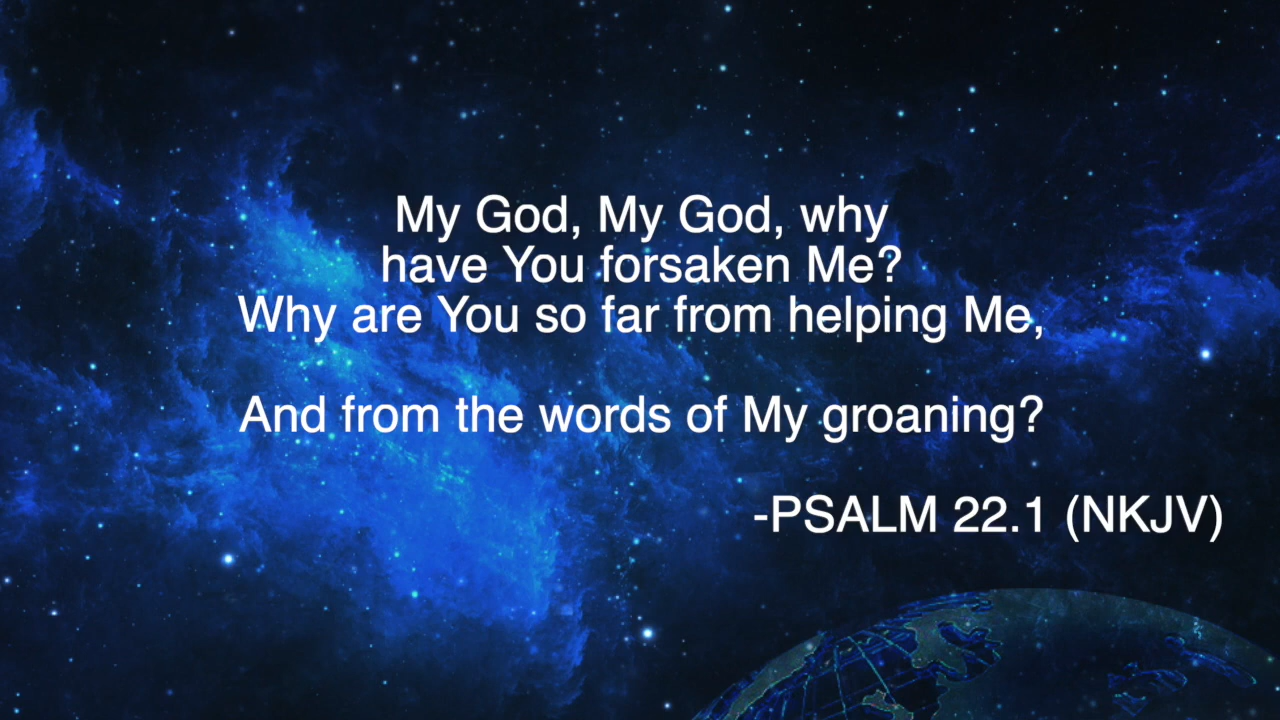 My God, My God, why
have You forsaken Me?
Why are You so far from helping Me,
And from the words of My groaning?
-PSALM 22.1 (NKJV)